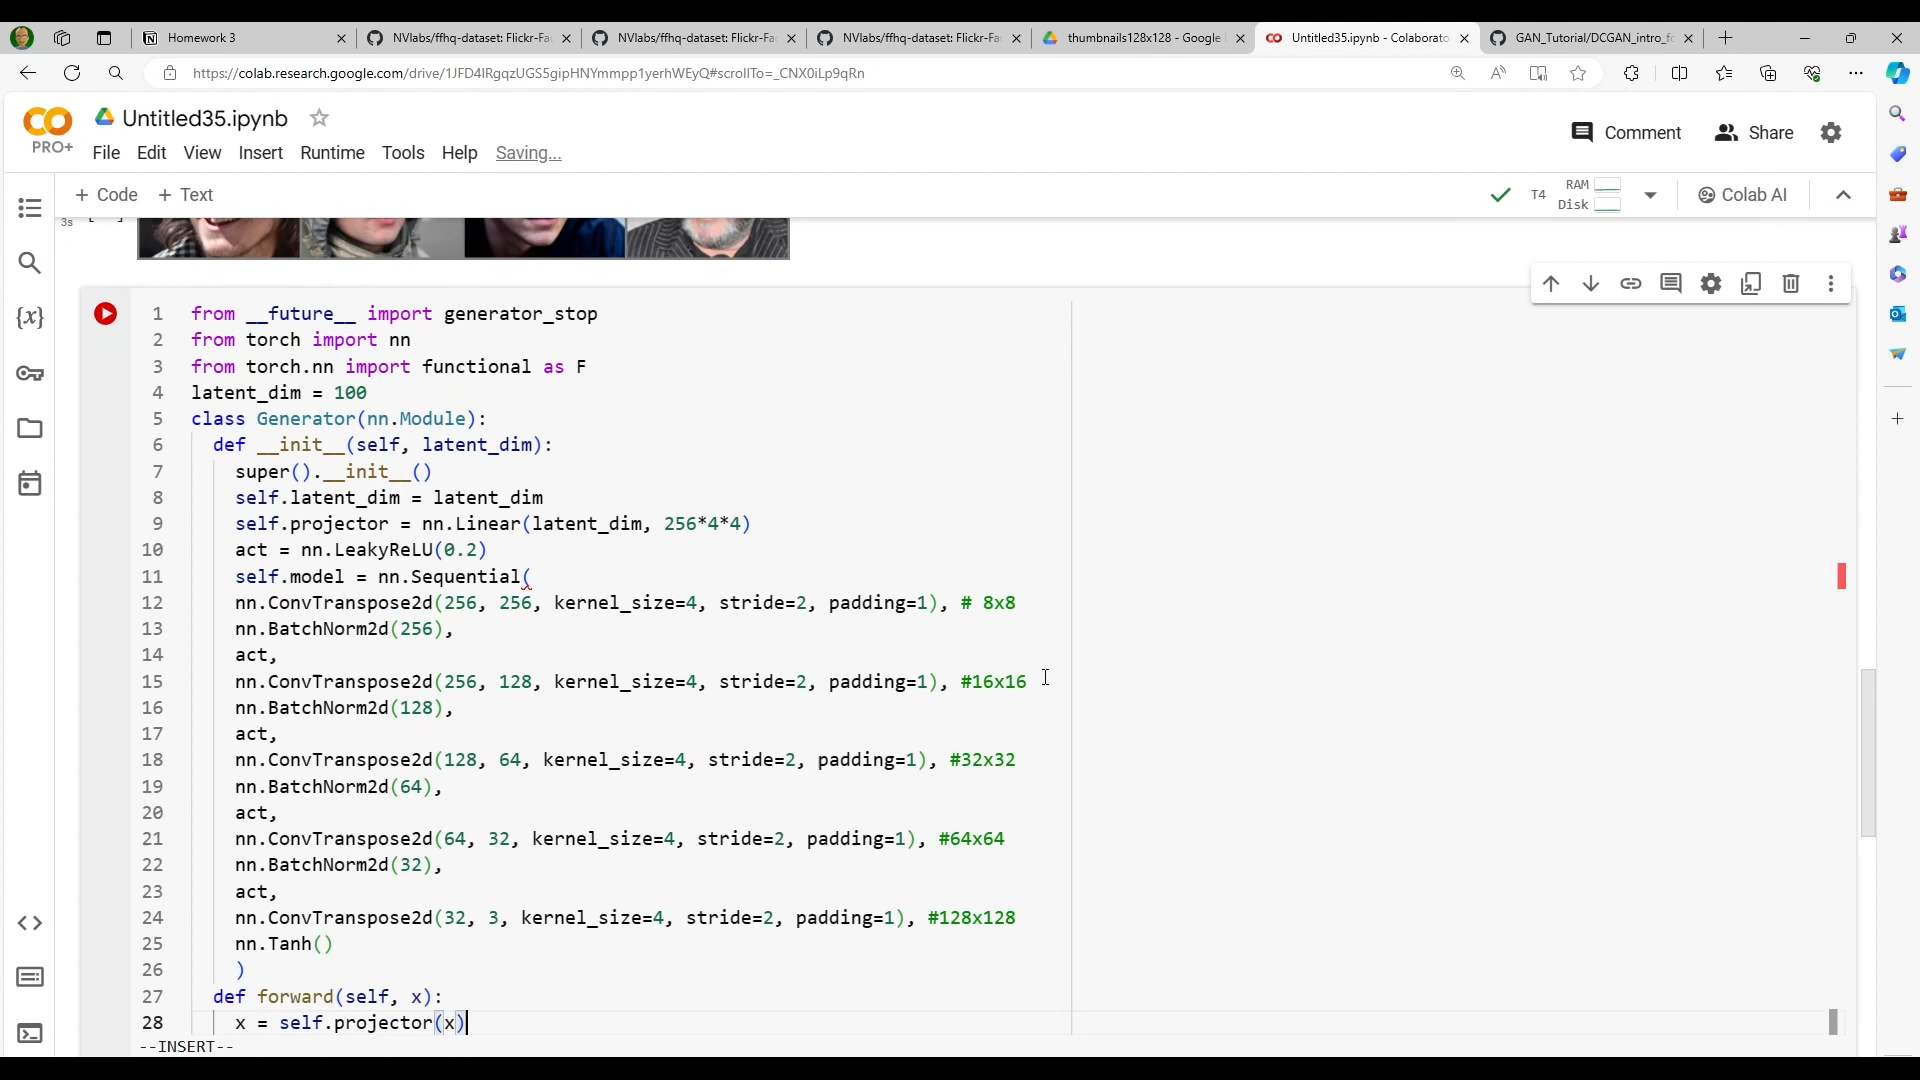 Homework 3
NVlabs/ffhq-dataset: Flickr-Fa
NVlabs/ffhq-dataset: Flickr-Fa
NVlabs/ffhq-dataset: Flickr-Fa
thumbnails128x128 - Google
Untitled35.ipynb - Colaborato
GAN_Tutorial/DCGAN_intro_fo
https://colab.research.google.com/drive/1JFD4lRgqzUGS5gipHNYmmpp1yerhWEyQ#scrollTo=_CNX0iLp9qRn
Untitled35.ipynb
PRO+
File Edit View Insert Runtime Tools Help Saving...
Comment Share
+ Code + Text
T4 RAM Disk Colab AI
3s
1 from __future__ import generator_stop
2 from torch import nn
3 from torch.nn import functional as F
4 latent_dim = 100
5 class Generator(nn.Module):
6 def __init__(self, latent_dim):
7 super().__init__()
8 self.latent_dim = latent_dim
9 self.projector = nn.Linear(latent_dim, 256*4*4)
10 act = nn.LeakyReLU(0.2)
11 self.model = nn.Sequential(
12 nn.ConvTranspose2d(256, 256, kernel_size=4, stride=2, padding=1), # 8x8
13 nn.BatchNorm2d(256),
14 act,
15 nn.ConvTranspose2d(256, 128, kernel_size=4, stride=2, padding=1), #16x16
16 nn.BatchNorm2d(128),
17 act,
18 nn.ConvTranspose2d(128, 64, kernel_size=4, stride=2, padding=1), #32x32
19 nn.BatchNorm2d(64),
20 act,
21 nn.ConvTranspose2d(64, 32, kernel_size=4, stride=2, padding=1), #64x64
22 nn.BatchNorm2d(32),
23 act,
24 nn.ConvTranspose2d(32, 3, kernel_size=4, stride=2, padding=1), #128x128
25 nn.Tanh()
26 )
27 def forward(self, x):
28 x = self.projector(x)
--INSERT--